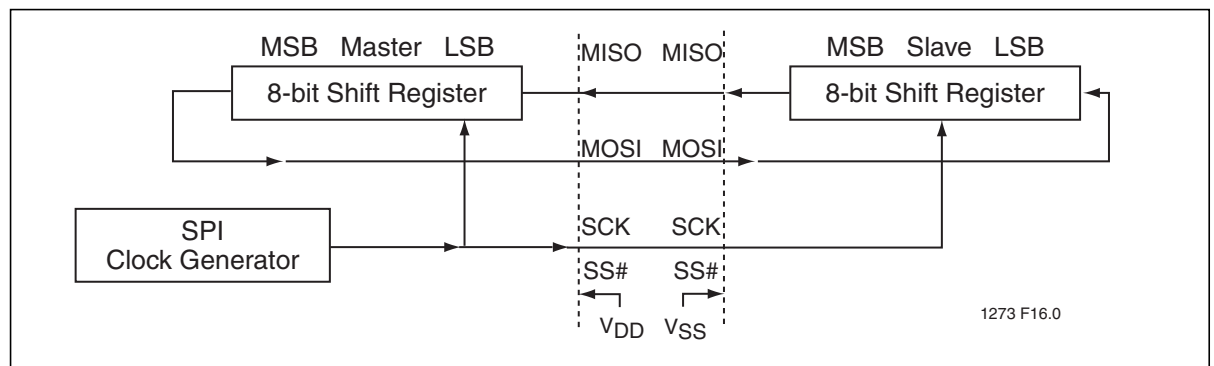 MSB Master LSB
MISO MISO
MSB Slave LSB
8-bit Shift Register
8-bit Shift Register
MOSI MOSI
SPI
Clock Generator
SCK SCK
SS# SS#
VDD VSS
1273 F16.0